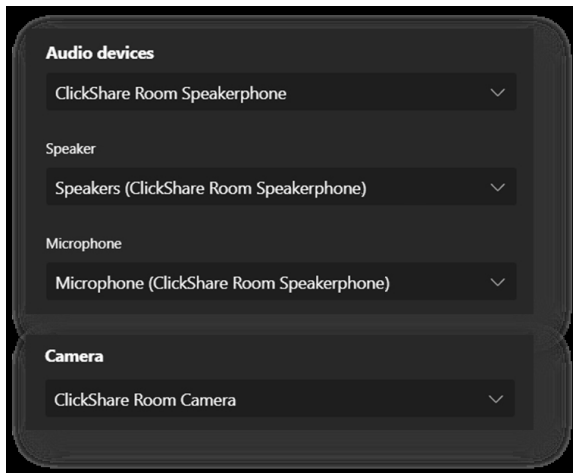 Audio devices
ClickShare Room Speakerphone
Speaker
Speakers (ClickShare Room Speakerphone)
Microphone
Microphone (ClickShare Room Speakerphone)
Camera
ClickShare Room Camera